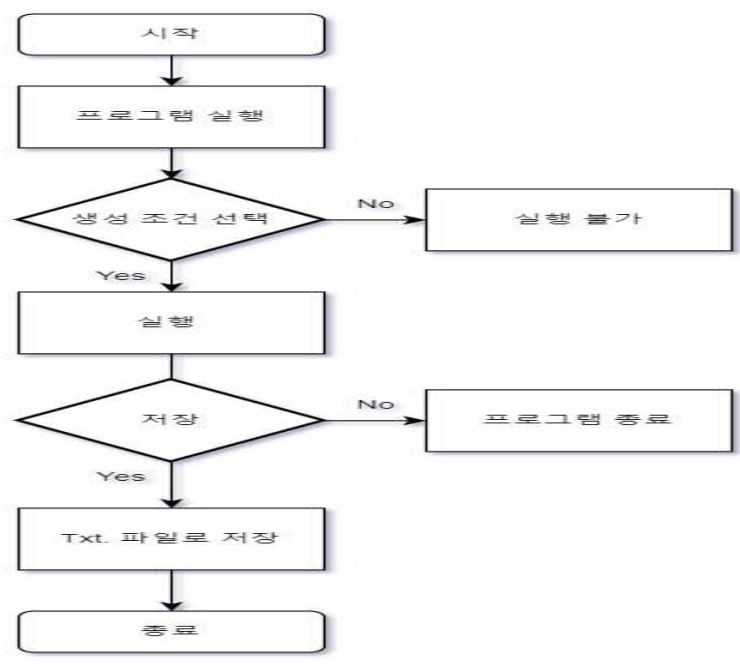 시작
프로그램 실행
생성 조건 선택
No
실행 불가
Yes
실행
저장
No
프로그램 종료
Yes
Txt. 파일로 저장
종료